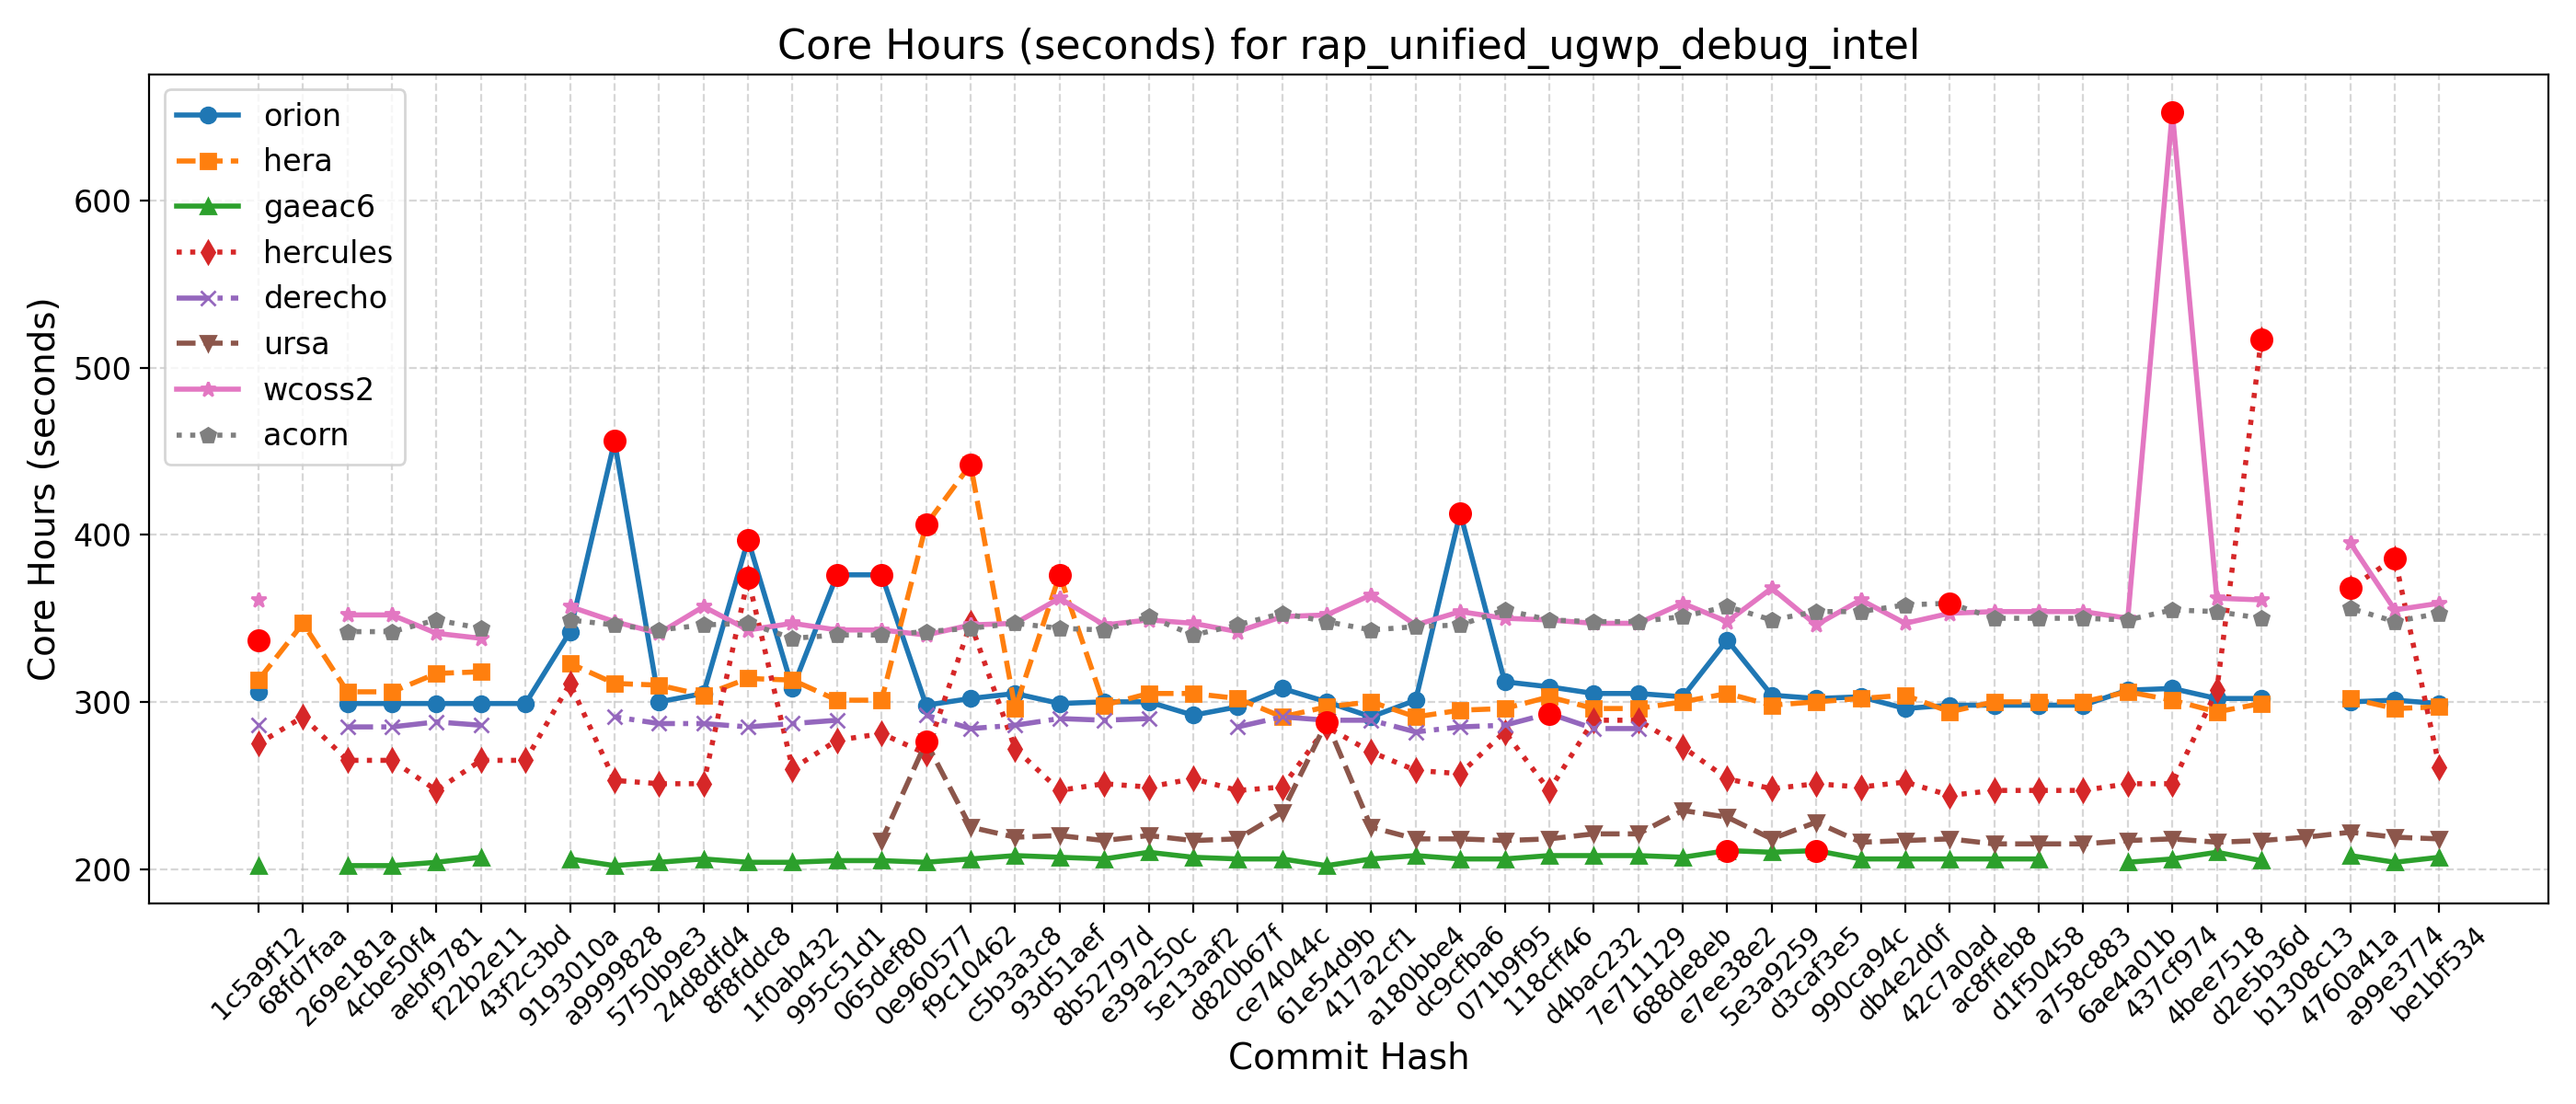 Core Hours (seconds) for rap_unified_ugwp_debug_intel
orion
hera
gaeac6
hercules
derecho
ursa
wcoss2
acorn
Core Hours (seconds)
600
500
400
300
200
1c5a9f12
68fd7faa
269e181a
4cbe50f4
aebf9781
f22b2e11
43f2c3bd
9193010a
a9999828
5750b9e3
24d8dfd4
8f8fddc8
1f0ab432
995c51d1
065def80
0e960577
f9c10462
c5b3a3c8
93d51aef
8b52797d
e39a250c
5e13aaf2
d820b67f
ce74044c
61e54d9b
417a2cf1
a180bbe4
dc9cfba6
071b9f95
118cff46
d4bac232
7e711129
688de8eb
e7ee38e2
5e3a9259
d3caf3e5
990ca94c
db4e2d0f
42c7a0ad
ac8ffeb8
d1f50458
a758c883
6ae4a01b
437cf974
4bee7518
d2e5b36d
b1308c13
4760a41a
a99e3774
be1bf534
Commit Hash